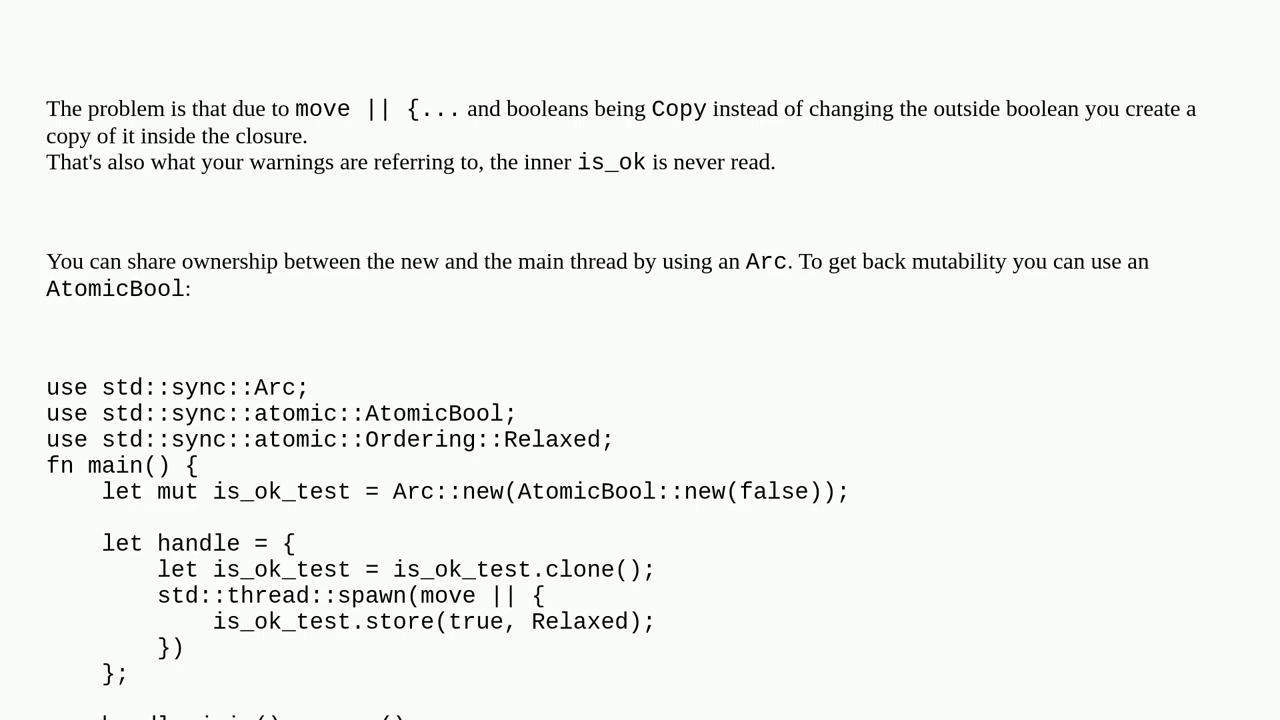 The problem is that due to move || {... and booleans being Copy instead of changing the outside boolean you create a
copy of it inside the closure.
That's also what your warnings are referring to, the inner is_ok is never read.
You can share ownership between the new and the main thread by using an Arc. To get back mutability you can use an
AtomicBool:
use std::sync::Arc;
use std::sync::atomic::AtomicBool;
use std::sync::atomic::Ordering::Relaxed;
fn main() {
    let mut is_ok_test = Arc::new(AtomicBool::new(false));
    let handle = {
        let is_ok_test = is_ok_test.clone();
        std::thread::spawn(move || {
            is_ok_test.store(true, Relaxed);
        })
    };